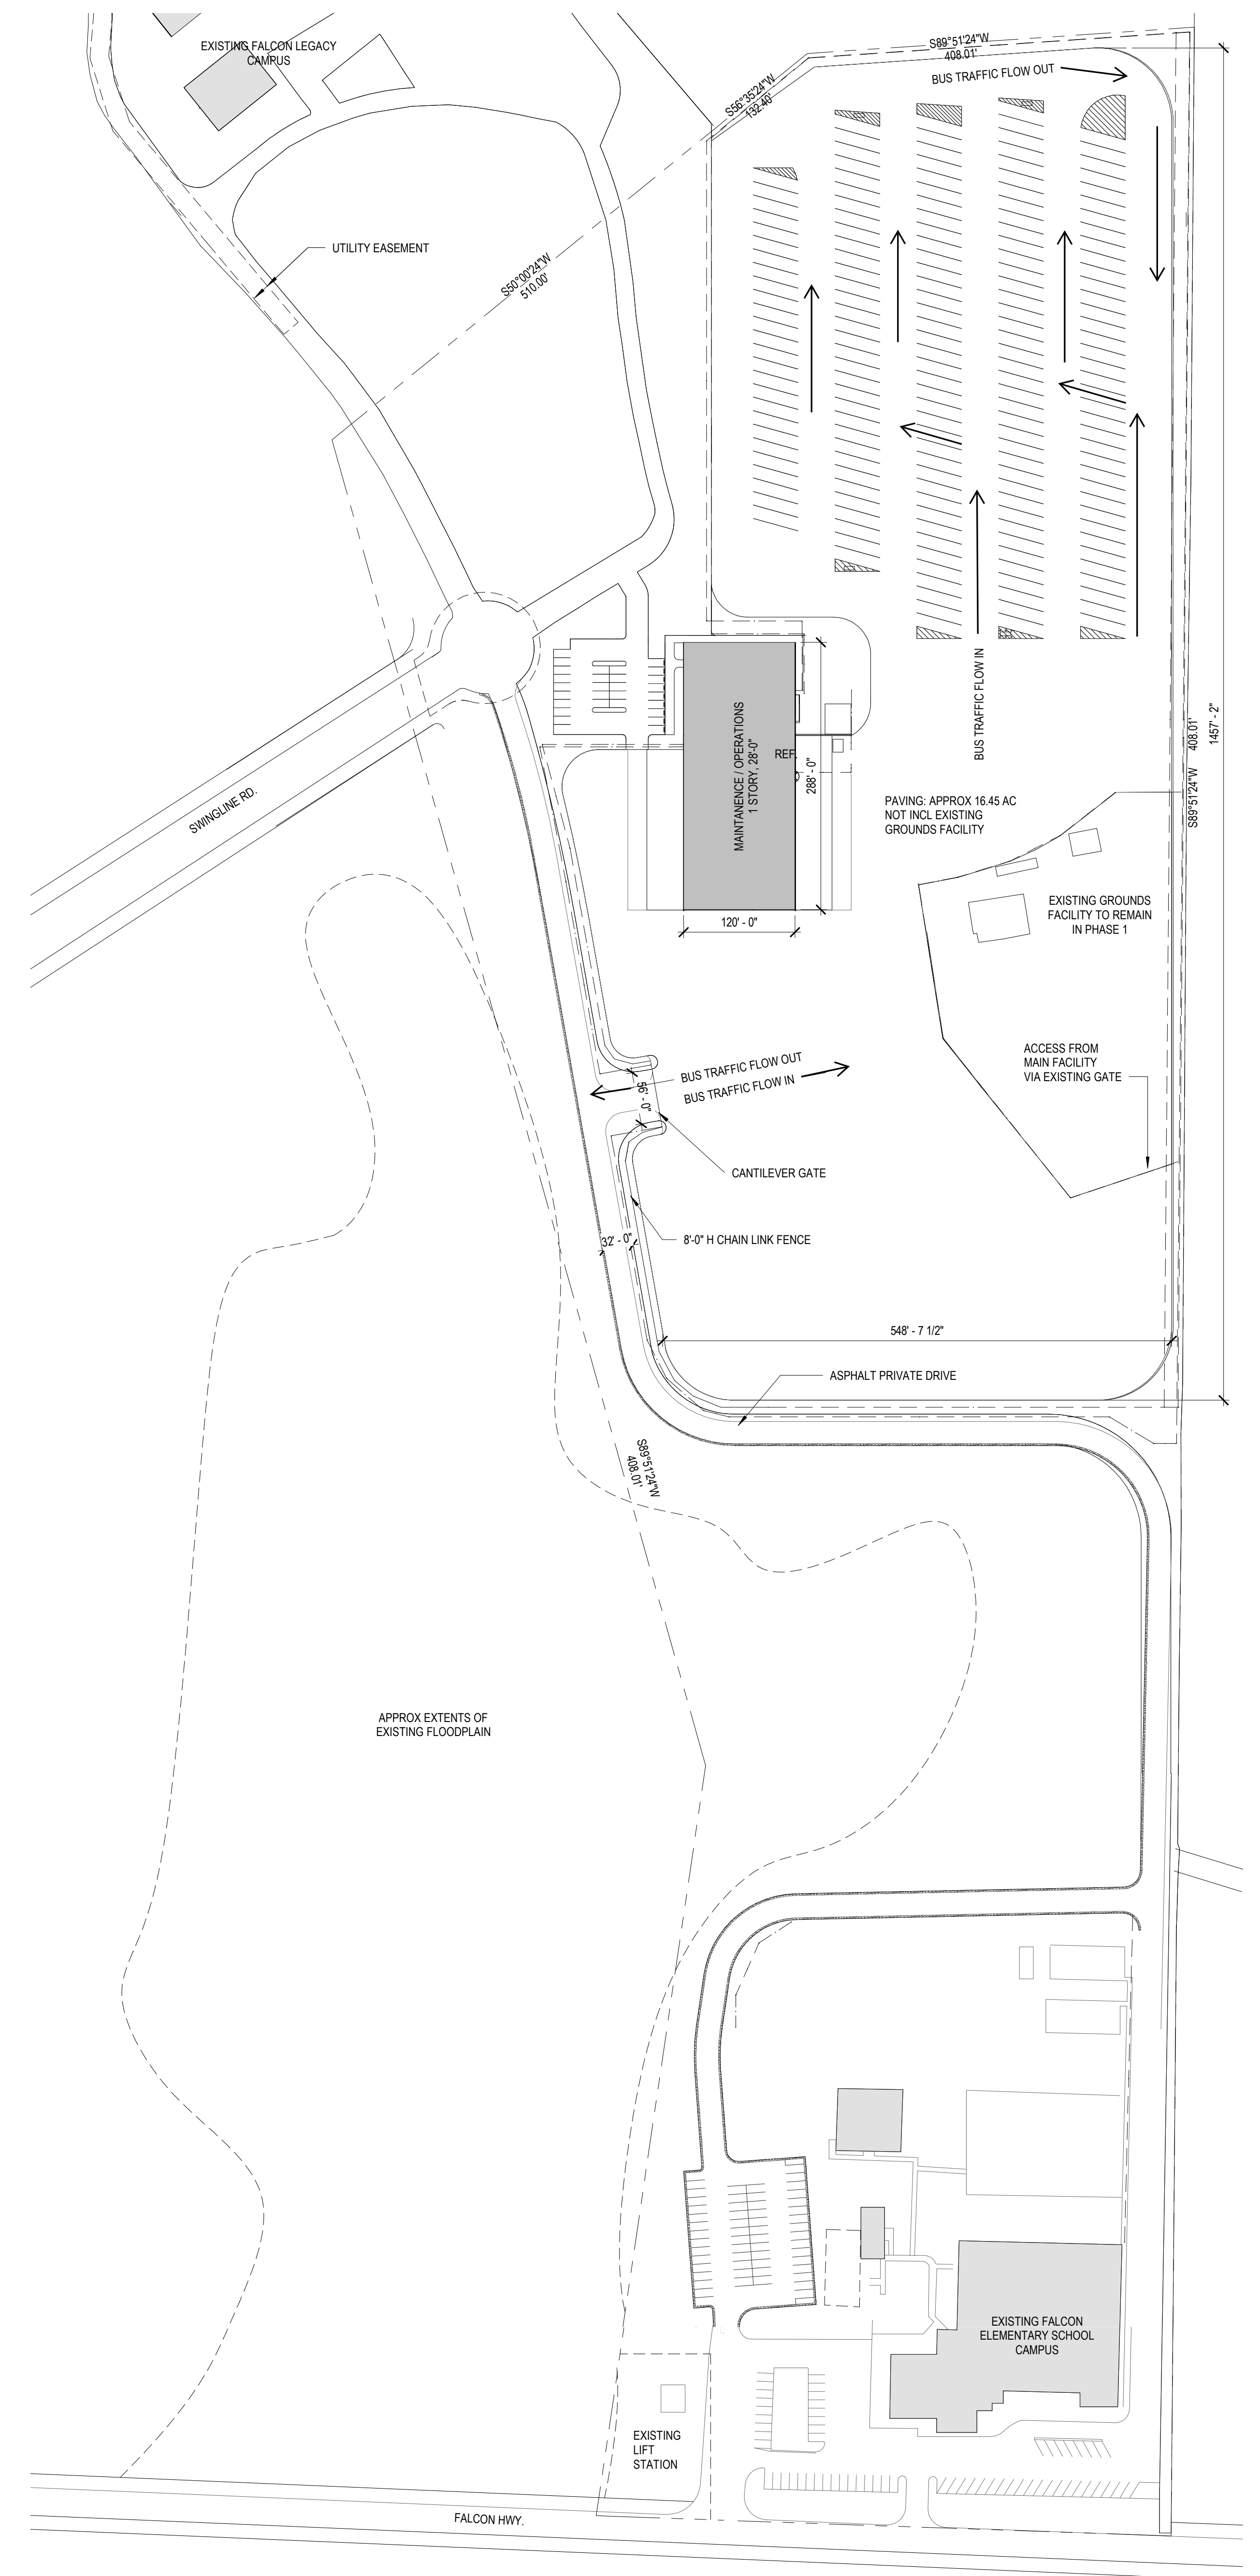 EXISTING FALCON LEGACY
CAMPUS
S89°51'24"W
408.01'
BUS TRAFFIC FLOW OUT
S56°35'24"W
132.40'
UTILITY EASEMENT
S50°00'24"W
510.00'
BUS TRAFFIC FLOW IN
1457' - 2"
S89°51'24"W 408.01'
MAINTANENCE / OPERATIONS
1 STORY, 28'-0"
REF.
288' - 0"
SWINGLINE RD.
PAVING: APPROX 16.45 AC
NOT INCL EXISTING
GROUNDS FACILITY
120' - 0"
EXISTING GROUNDS
FACILITY TO REMAIN
IN PHASE 1
ACCESS FROM
MAIN FACILITY
VIA EXISTING GATE
BUS TRAFFIC FLOW OUT
BUS TRAFFIC FLOW IN
56' - 0"
CANTILEVER GATE
32' - 0"
8'-0" H CHAIN LINK FENCE
548' - 7 1/2"
ASPHALT PRIVATE DRIVE
S89°51'24"W
408.01'
APPROX EXTENTS OF
EXISTING FLOODPLAIN
EXISTING FALCON
ELEMENTARY SCHOOL
CAMPUS
EXISTING
LIFT
STATION
FALCON HWY.